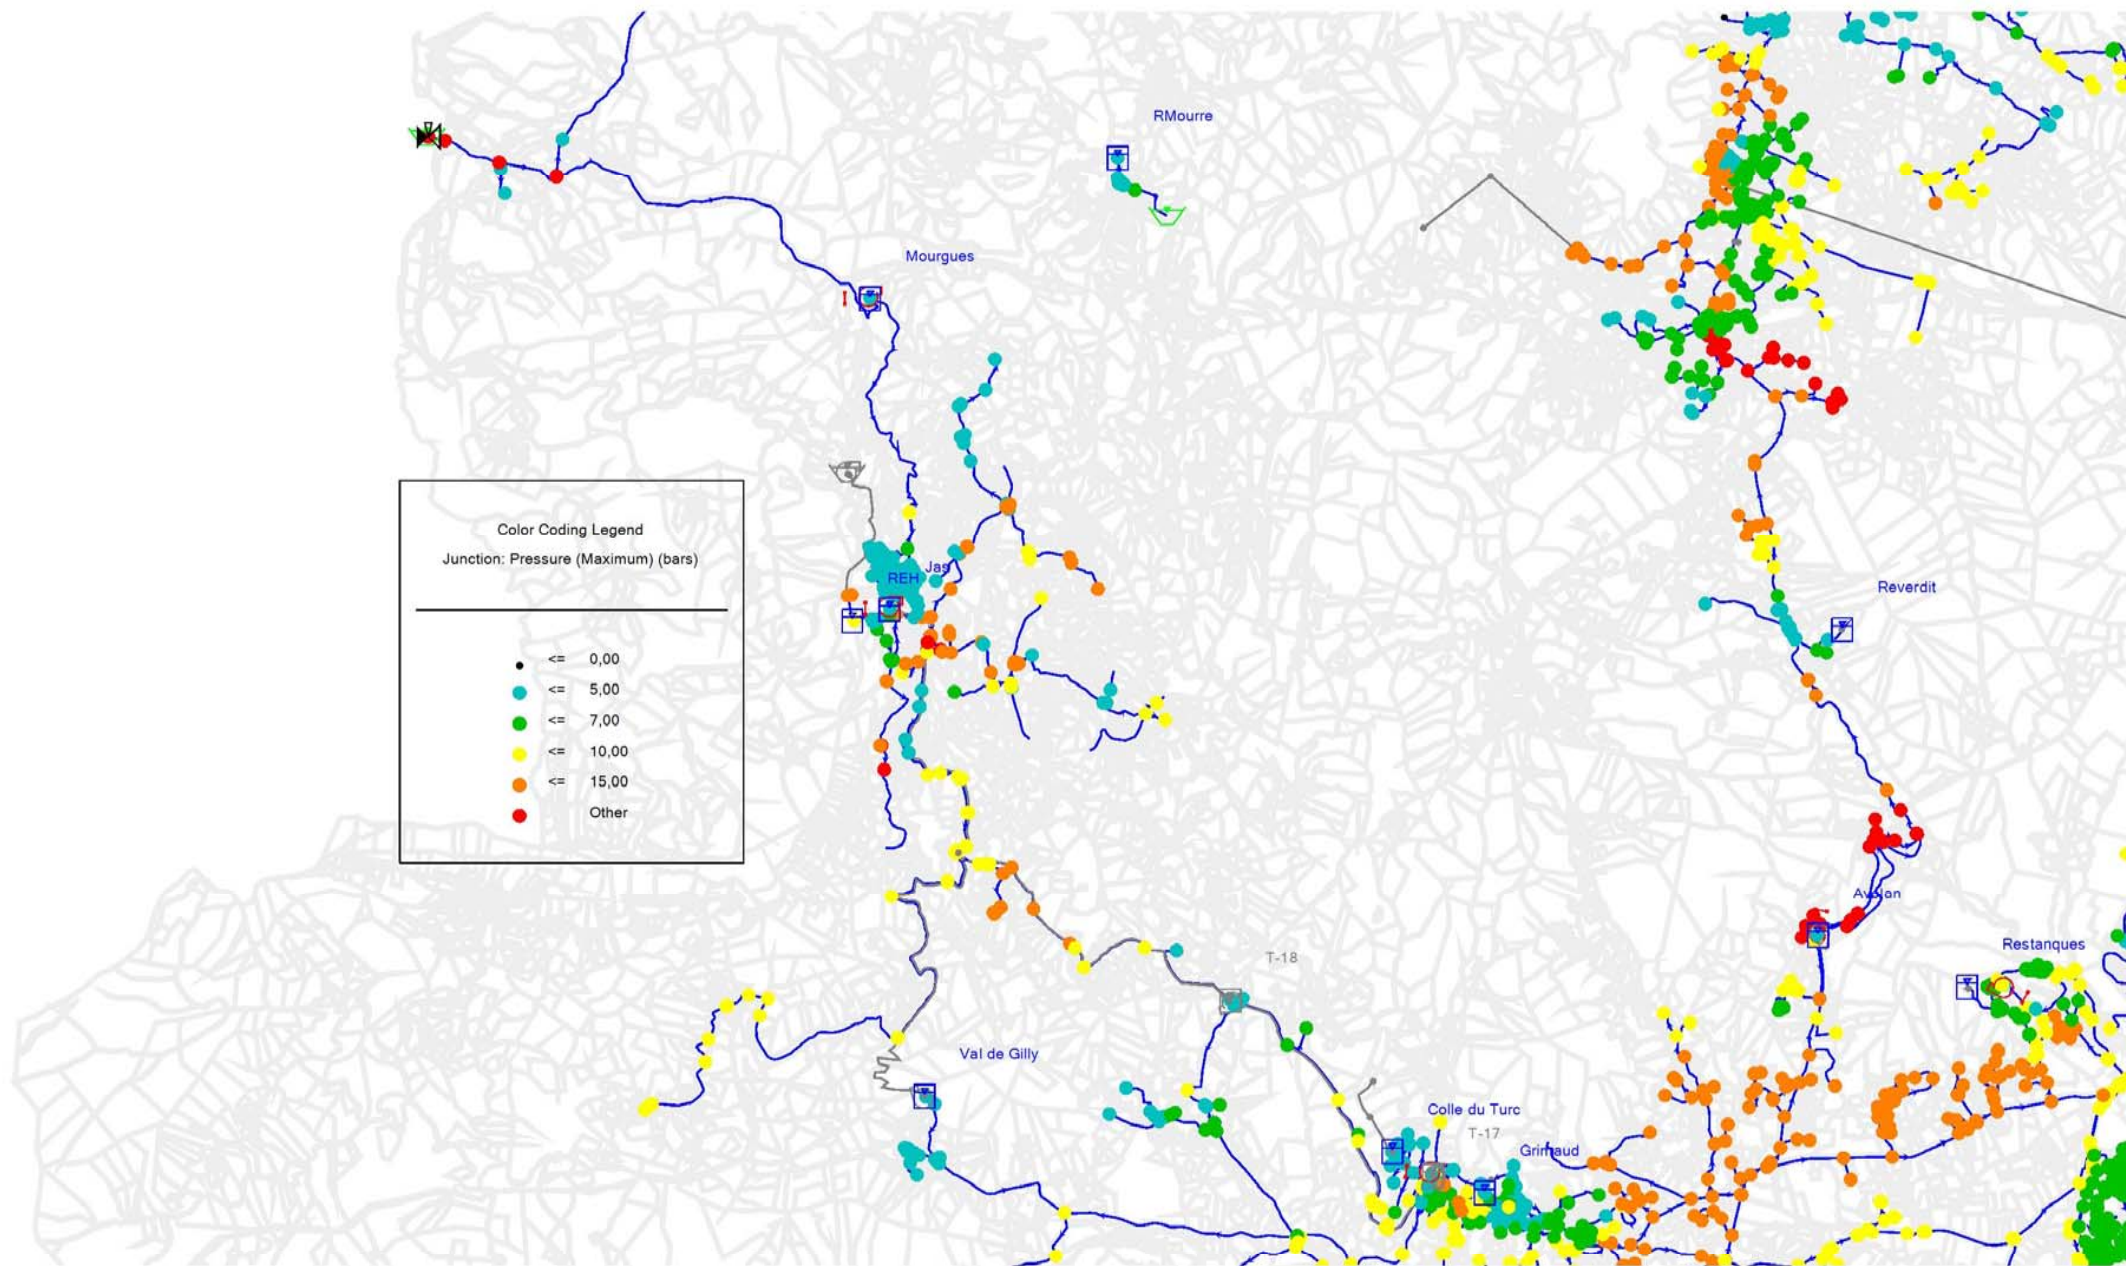 RMourre
Mourgues
Color Coding Legend
Junction: Pressure (Maximum) (bars)
<= 0,00
<= 5,00
<= 7,00
<= 10,00
<= 15,00
Other
Jas
REH
Reverdit
Avelan
Restanques
T-18
Val de Gilly
Colle du Turc
T-17
Grimaud